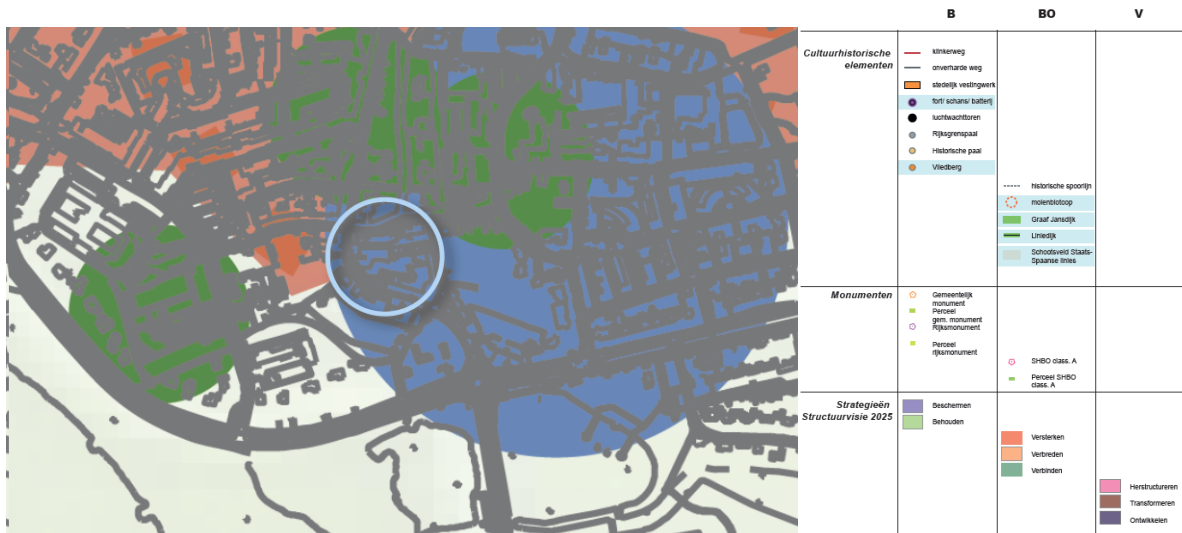 B
BO
V
Cultuurhistorische
elementen
klinkerweg
onverharde weg
stedelijk vestingwerk
fort/ schans/ batterij
luchtwachttoren
Rijksgrenspaal
Historische paal
Vliedberg
historische spoorlijn
molenbiotoop
Graaf Jansdijk
Liniedijk
Schootsveld Staats-
Spaanse linies
Monumenten
Gemeentelijk
monument
Perceel
gem. monument
Rijksmonument
Perceel
rijksmonument
SHBO class. A
Perceel SHBO
class. A
Strategieën
Structuurvisie 2025
Beschermen
Behouden
Versterken
Verbreden
Verbinden
Herstructureren
Transformeren
Ontwikkelen